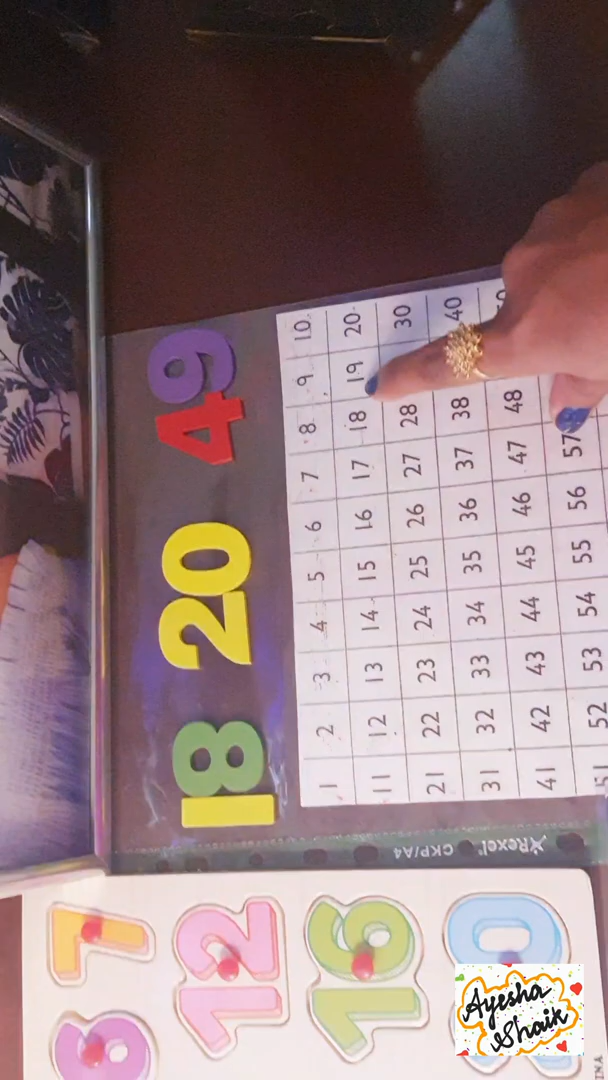 18 20 49
1 2 3 4 5 6 7 8 9 10
11 12 13 14 15 16 17 18 19 20
21 22 23 24 25 26 27 28 30
31 32 33 34 35 36 37 38 40
41 42 43 44 45 46 47 48
51 52 53 54 55 56 57
Rexel CKP/A4
6 7
12
16
Ayesha
Shaik